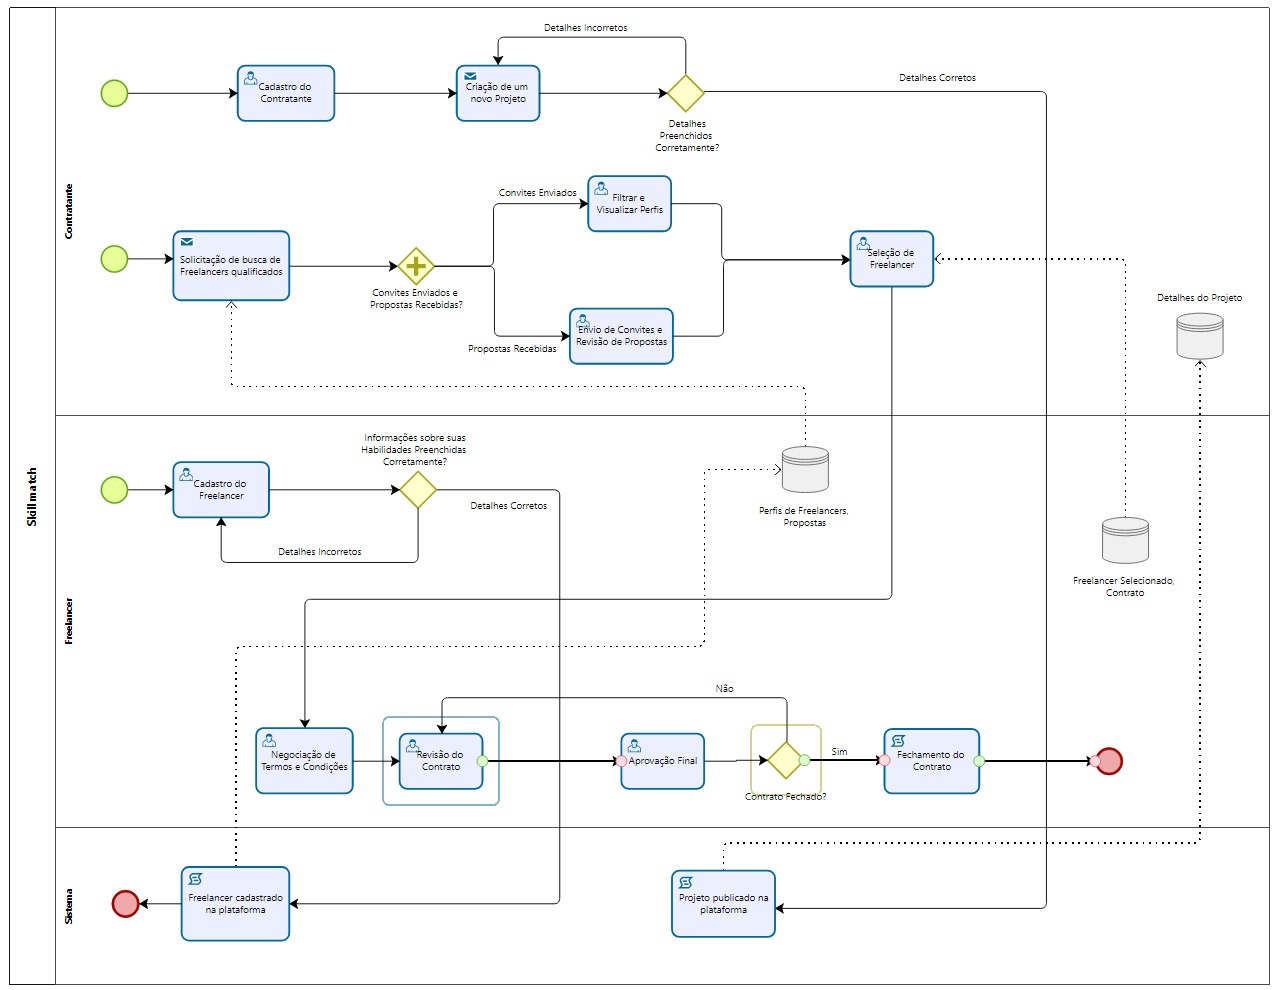 Skillmatch
Contratante
Detalhes Incorretos
Cadastro do
Contratante
Criação de um
novo Projeto
Detalhes
Preenchidos
Corretamente?
Detalhes Corretos
Solicitação de busca de
Freelancers qualificados
Convites Enviados e
Propostas Recebidas?
Convites Enviados
Filtrar e
Visualizar Perfis
Propostas Recebidas
Envio de Convites e
Revisão de Propostas
Seleção de
Freelancer
Detalhes do Projeto
Freelancer
Cadastro do
Freelancer
Informações sobre suas
Habilidades Preenchidas
Corretamente?
Detalhes Corretos
Detalhes Incorretos
Perfis de Freelancers,
Propostas
Freelancer Selecionado,
Contrato
Negociação de
Termos e Condições
Revisão do
Contrato
Não
Aprovação Final
Contrato Fechado?
Sim
Fechamento do
Contrato
Sistema
Freelancer cadastrado
na plataforma
Projeto publicado na
plataforma